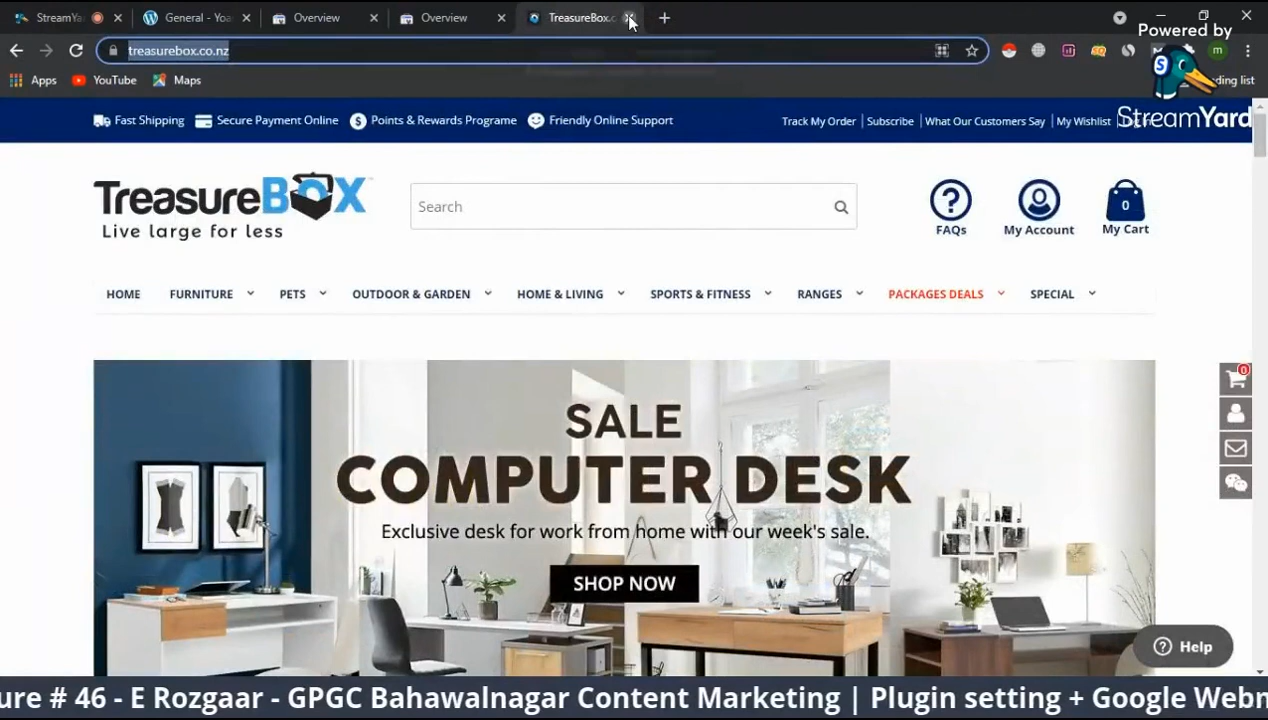 StreamYa
General - Yoa
Overview
Overview
TreasureBox.c
Powered by
treasurebox.co.nz
SQ
m
Apps
YouTube
Maps
ding list
Fast Shipping
Secure Payment Online
Points & Rewards Programe
Friendly Online Support
Track My Order
Subscribe
What Our Customers Say
My Wishlist
StreamYard
TreasureBOX
Live large for less
Search
FAQs
My Account
0
My Cart
HOME
FURNITURE
PETS
OUTDOOR & GARDEN
HOME & LIVING
SPORTS & FITNESS
RANGES
PACKAGES DEALS
SPECIAL
0
SALE
COMPUTER DESK
Exclusive desk for work from home with our week's sale.
SHOP NOW
Help
ure # 46 - E Rozgaar - GPGC Bahawalnagar Content Marketing | Plugin setting + Google Webn